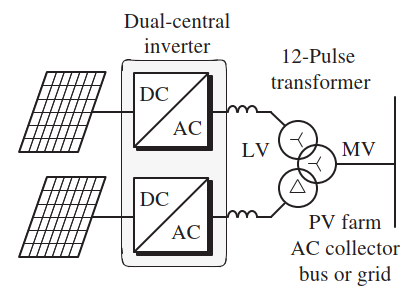 Dual-central
inverter
12-Pulse
transformer
DC
AC
LV
MV
DC
AC
PV farm
AC collector
bus or grid